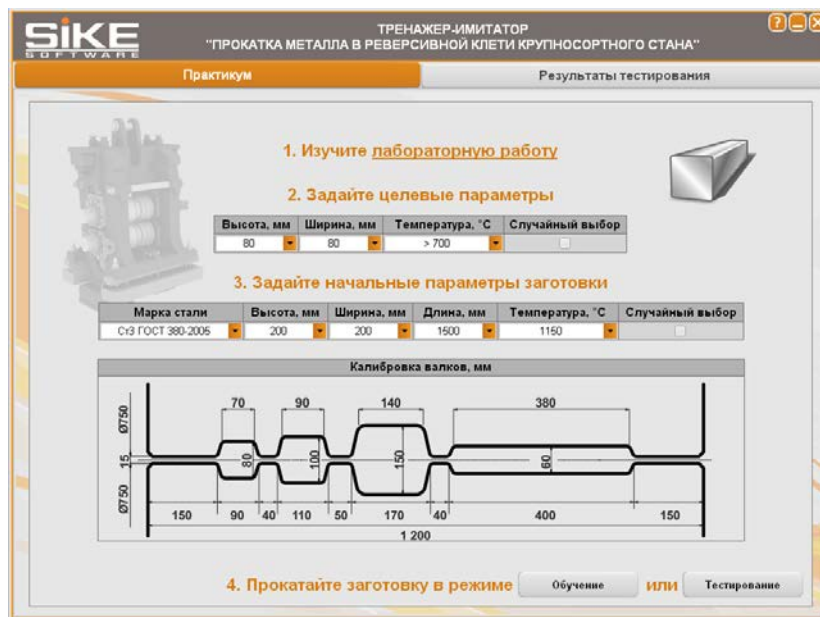 SiKE
SOFTWARE
ТРЕНАЖЕР-ИМИТАТОР
"ПРОКАТКА МЕТАЛЛА В РЕВЕРСИВНОЙ КЛЕТИ КРУПНОСОРТНОГО СТАНА"
?
Практикум
Результаты тестирования
1. Изучите лабораторную работу
2. Задайте целевые параметры
Высота, мм Ширина, мм Температура, °C Случайный выбор
80 80 > 700
3. Задайте начальные параметры заготовки
Марка стали Высота, мм Ширина, мм Длина, мм Температура, °C Случайный выбор
Ст3 ГОСТ 380-2005 200 200 1500 1150
Калибровка валков, мм
70 90 140 380
Ø750
15 80 100 150 60
Ø750
150 90 40 110 50 170 40 400 150
1 200
4. Прокатайте заготовку в режиме Обучение или Тестирование